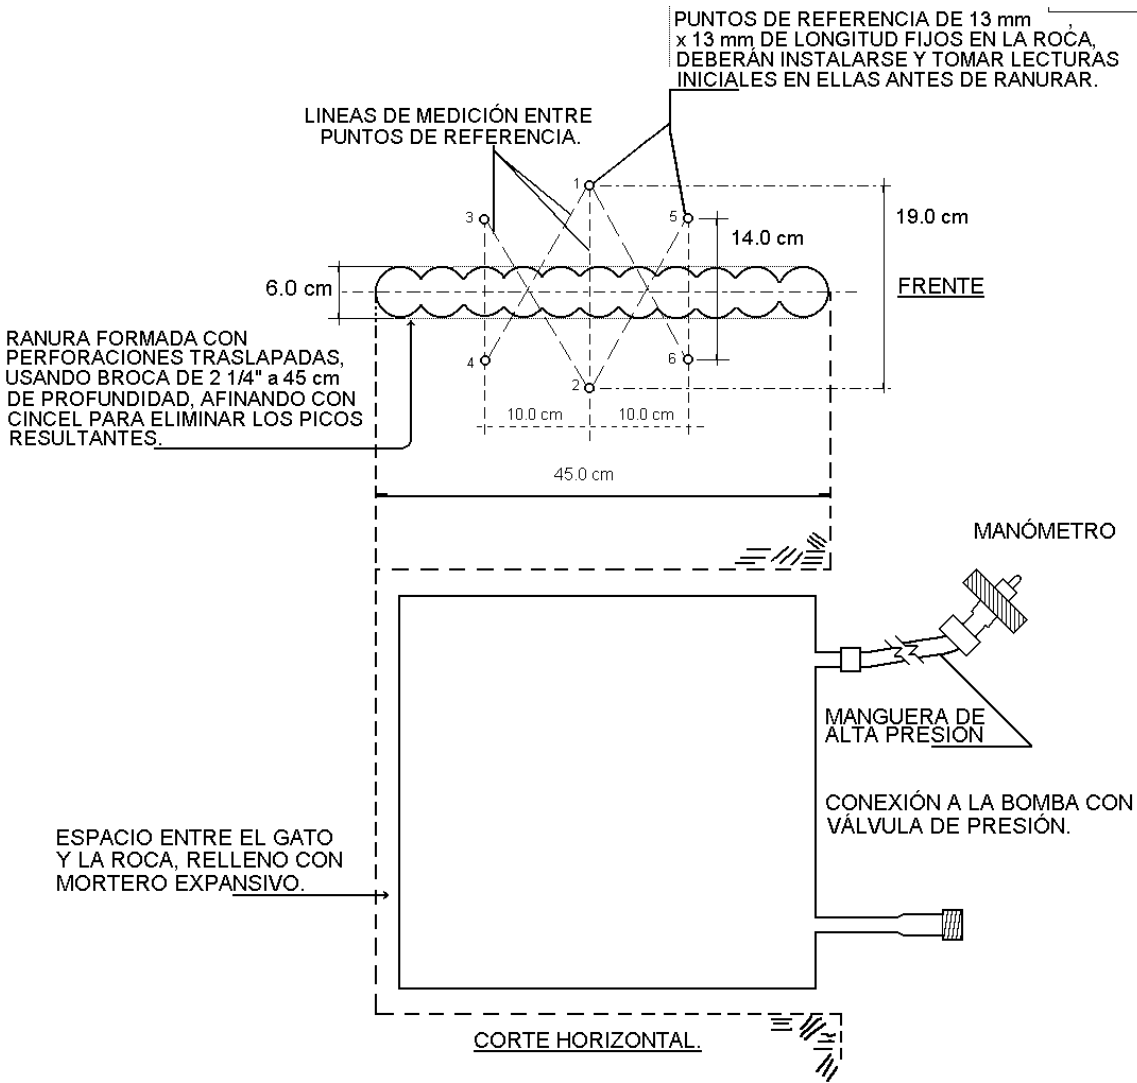 PUNTOS DE REFERENCIA DE 13 mm
x 13 mm DE LONGITUD FIJOS EN LA ROCA,
DEBERÁN INSTALARSE Y TOMAR LECTURAS
INICIALES EN ELLAS ANTES DE RANURAR.
LINEAS DE MEDICIÓN ENTRE
PUNTOS DE REFERENCIA.
1
3
5
19.0 cm
14.0 cm
6.0 cm
FRENTE
RANURA FORMADA CON
PERFORACIONES TRASLAPADAS,
USANDO BROCA DE 2 1/4" a 45 cm
DE PROFUNDIDAD, AFINANDO CON
CINCEL PARA ELIMINAR LOS PICOS
RESULTANTES.
4
6
2
10.0 cm
10.0 cm
45.0 cm
MANÓMETRO
MANGUERA DE
ALTA PRESION
CONEXIÓN A LA BOMBA CON
VÁLVULA DE PRESIÓN.
ESPACIO ENTRE EL GATO
Y LA ROCA, RELLENO CON
MORTERO EXPANSIVO.
CORTE HORIZONTAL.